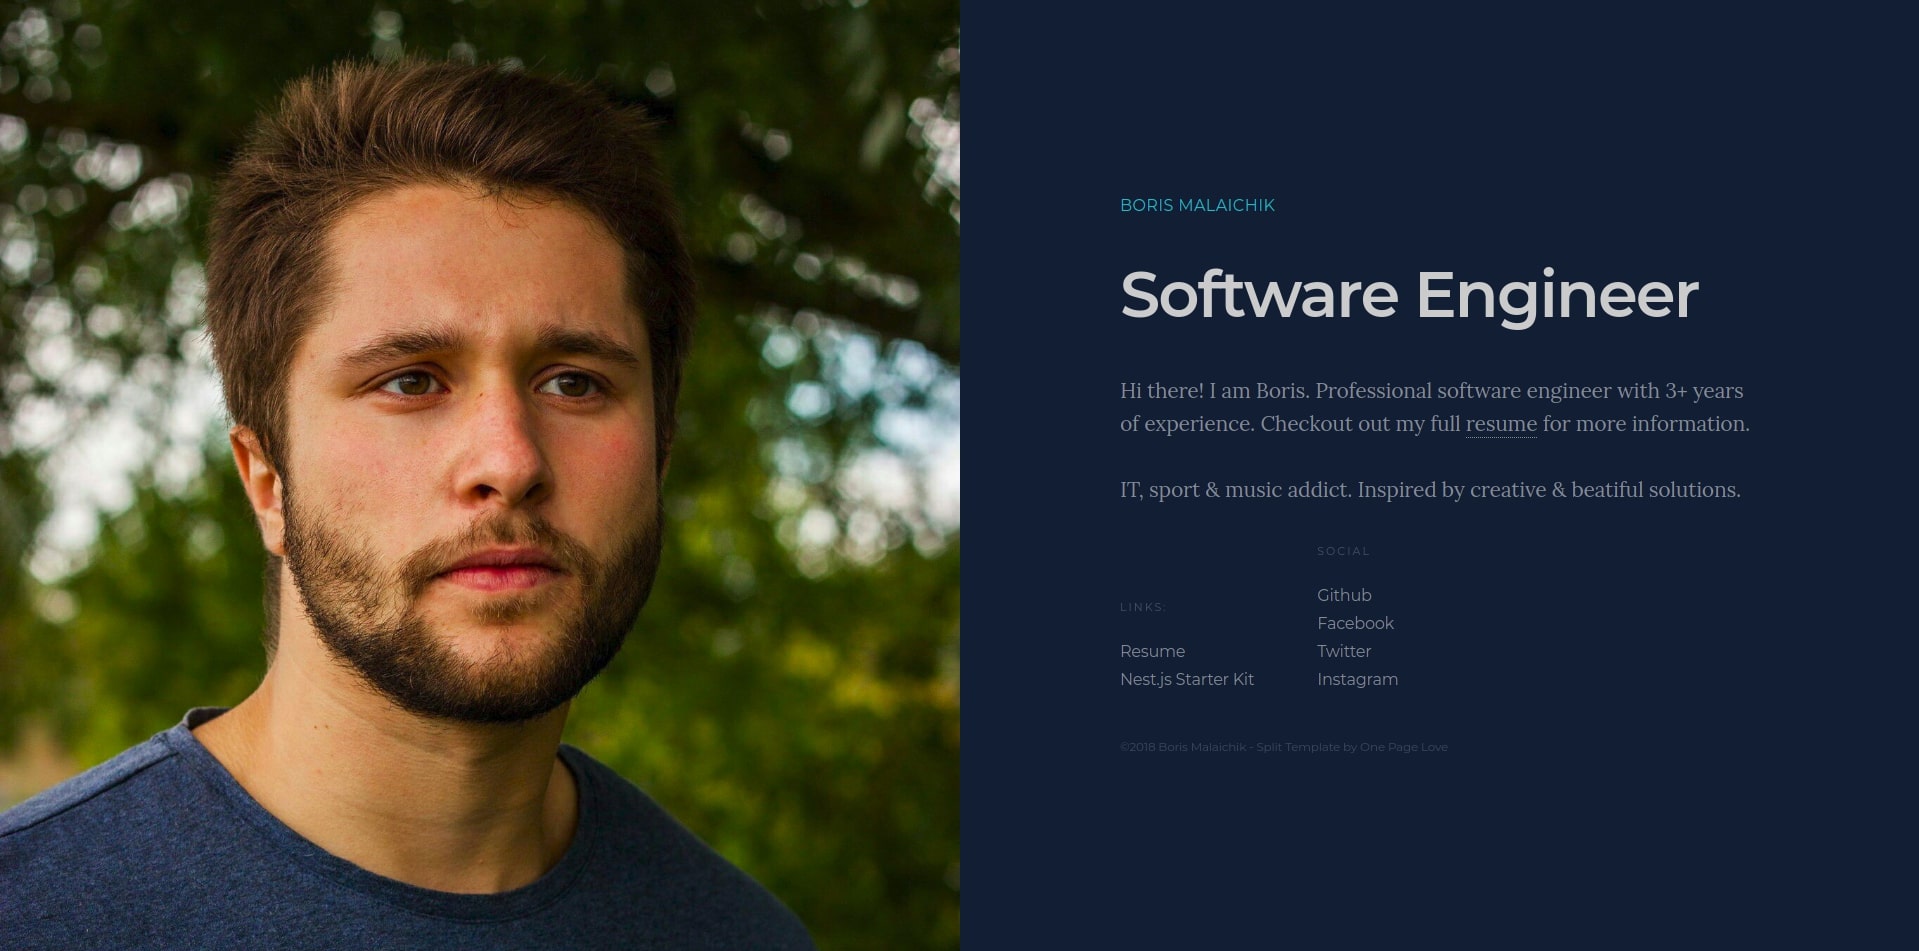 BORIS MALAICHIK
Software Engineer
Hi there! I am Boris. Professional software engineer with 3+ years
of experience. Checkout out my full resume for more information.
IT, sport & music addict. Inspired by creative & beatiful solutions.
LINKS:
Resume
Nest.js Starter Kit
SOCIAL
Github
Facebook
Twitter
Instagram
©2018 Boris Malaichik - Split Template by One Page Love